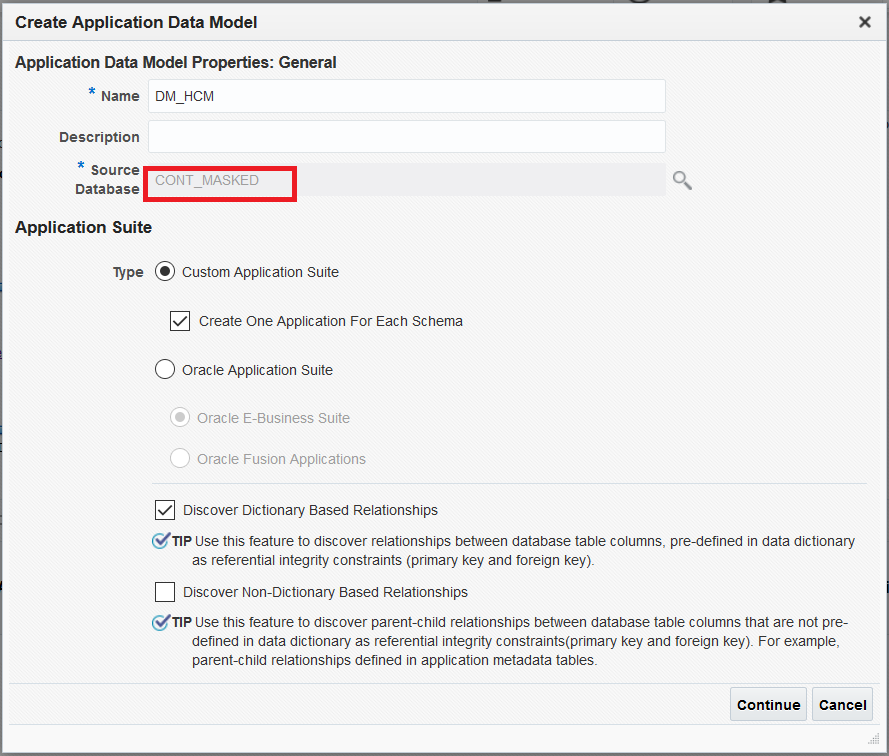 Create Application Data Model
Application Data Model Properties: General
* Name DM_HCM
Description
* Source
Database CONT_MASKED
Application Suite
Type Custom Application Suite
Create One Application For Each Schema
Oracle Application Suite
Oracle E-Business Suite
Oracle Fusion Applications
Discover Dictionary Based Relationships
TIP Use this feature to discover relationships between database table columns, pre-defined in data dictionary
as referential integrity constraints (primary key and foreign key).
Discover Non-Dictionary Based Relationships
TIP Use this feature to discover parent-child relationships between database table columns that are not pre-
defined in data dictionary as referential integrity constraints(primary key and foreign key). For example,
parent-child relationships defined in application metadata tables.
Continue Cancel